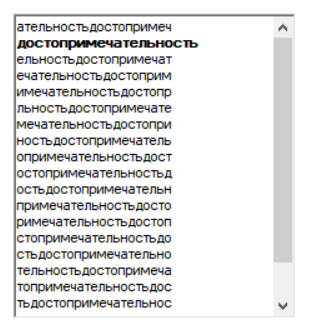 ательностьдостопримеч
достопримечательность
ельностьдостопримечат
ечательностьдостоприм
имечательностьдостопр
льностьдостопримечате
мечательностьдостопри
ностьдостопримечатель
опримечательностьдост
остопримечательностьд
остьдостопримечательн
примечательностьдосто
римечательностьдостоп
стопримечательностьдо
стьдостопримечательно
тельностьдостопримеча
топримечательностьдос
тьдостопримечательнос